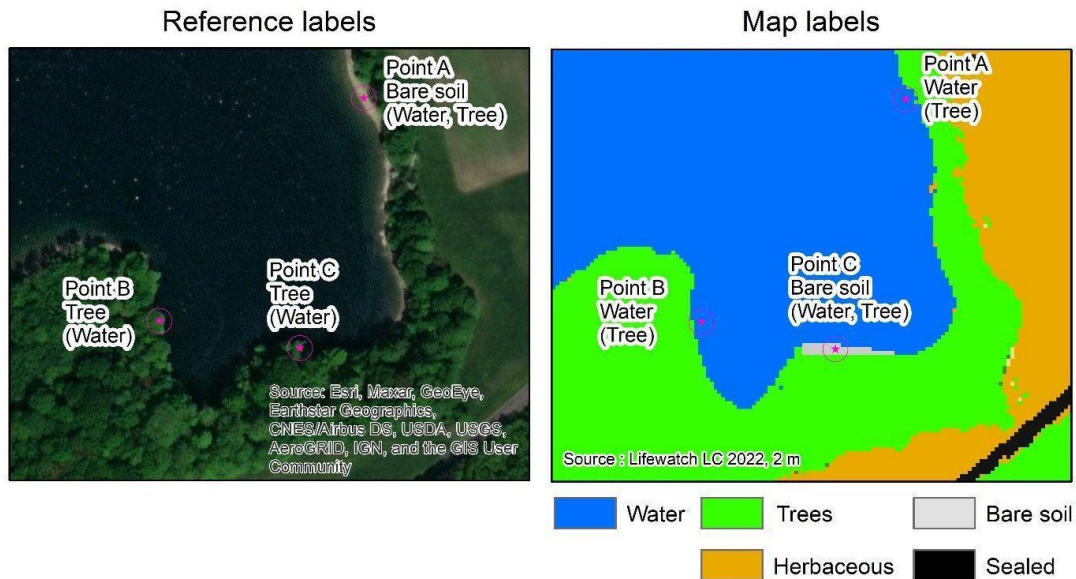 Reference labels
Point A
Bare soil
(Water, Tree)
Point B
Tree
(Water)
Point C
Tree
(Water)
Source: Esri, Maxar, GeoEye,
Earthstar Geographics,
CNES/Airbus DS, USDA, USGS,
AeroGRID, IGN, and the GIS User
Community
Map labels
Point A
Water
(Tree)
Point B
Water
(Tree)
Point C
Bare soil
(Water, Tree)
Source : Lifewatch LC 2022, 2 m
Water
Trees
Bare soil
Herbaceous
Sealed